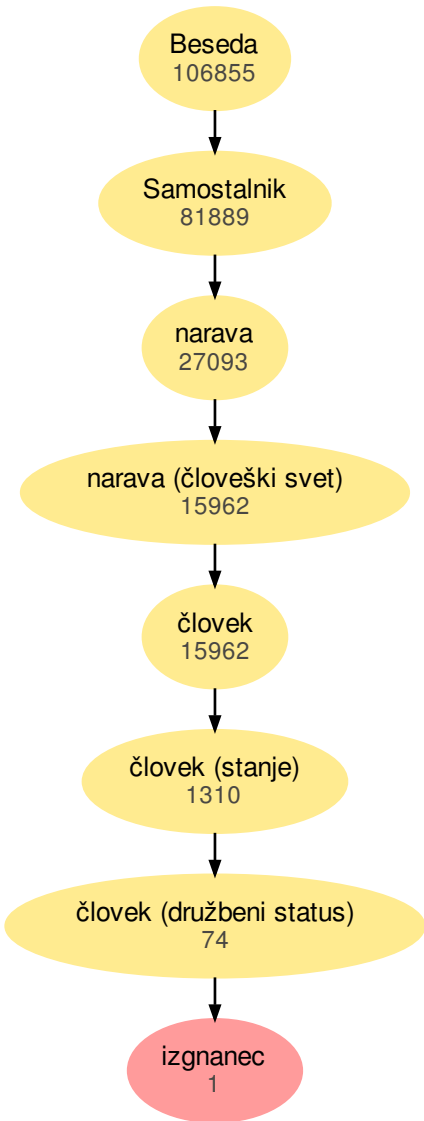 Beseda
106855
Samostalnik
81889
narava
27093
narava (človeški svet)
15962
človek
15962
človek (stanje)
1310
človek (družbeni status)
74
izgnanec
1